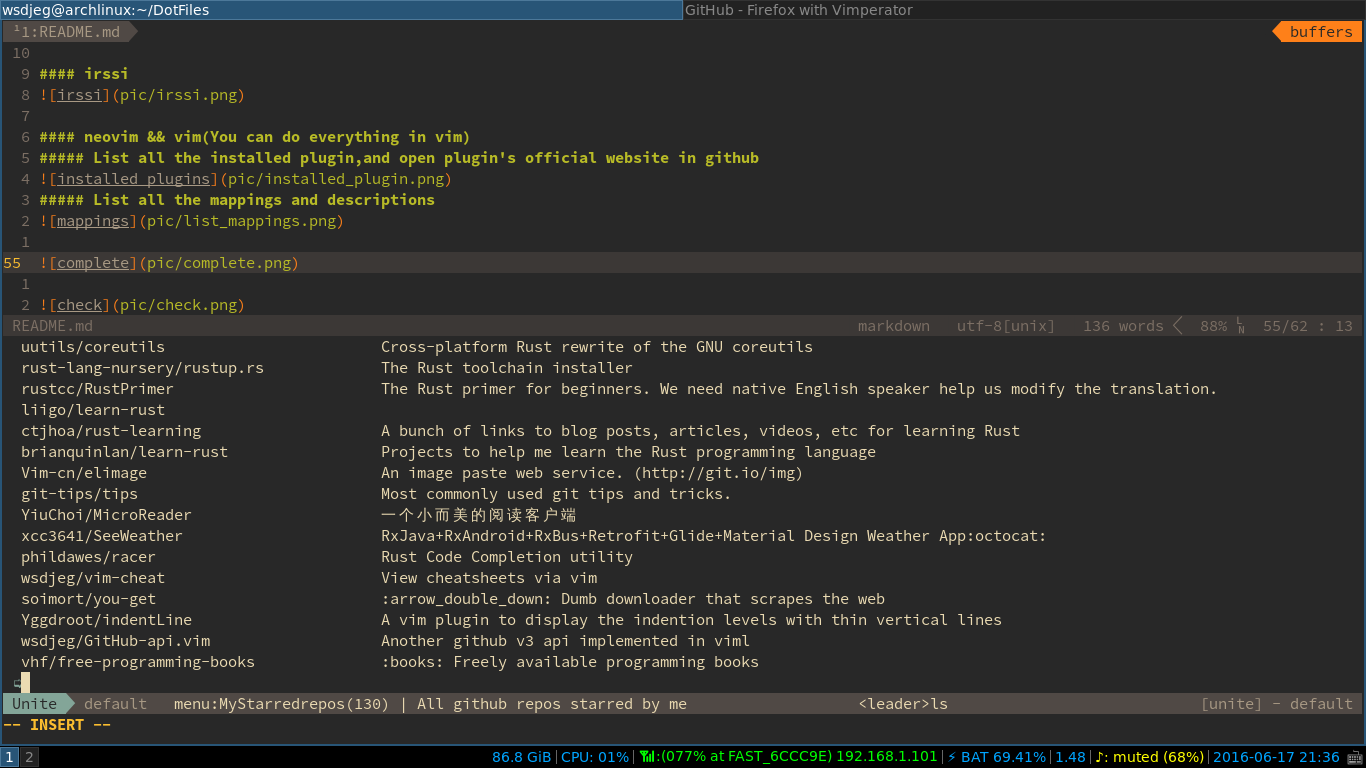 wsdjeg@archlinux:~/DotFiles GitHub - Firefox with Vimperator
¹1:README.md buffers
10
9 #### irssi
8 ![irssi](pic/irssi.png)
7
6 #### neovim && vim(You can do everything in vim)
5 ##### List all the installed plugin,and open plugin's official website in github
4 ![installed plugins](pic/installed_plugin.png)
3 ##### List all the mappings and descriptions
2 ![mappings](pic/list_mappings.png)
1
55 ![complete](pic/complete.png)
1
2 ![check](pic/check.png)
README.md markdown utf-8[unix] 136 words 88% LN 55/62 : 13
uutils/coreutils Cross-platform Rust rewrite of the GNU coreutils
rust-lang-nursery/rustup.rs The Rust toolchain installer
rustcc/RustPrimer The Rust primer for beginners. We need native English speaker help us modify the translation.
liigo/learn-rust
ctjhoa/rust-learning A bunch of links to blog posts, articles, videos, etc for learning Rust
brianquinlan/learn-rust Projects to help me learn the Rust programming language
Vim-cn/elimage An image paste web service. (http://git.io/img)
git-tips/tips Most commonly used git tips and tricks.
YiuChoi/MicroReader 一个小而美的阅读客户端
xcc3641/SeeWeather RxJava+RxAndroid+RxBus+Retrofit+Glide+Material Design Weather App:octocat:
phildawes/racer Rust Code Completion utility
wsdjeg/vim-cheat View cheatsheets via vim
soimort/you-get :arrow_double_down: Dumb downloader that scrapes the web
Yggdroot/indentLine A vim plugin to display the indention levels with thin vertical lines
wsdjeg/GitHub-api.vim Another github v3 api implemented in viml
vhf/free-programming-books :books: Freely available programming books
Unite default menu:MyStarredrepos(130) | All github repos starred by me <leader>ls [unite] - default
-- INSERT --
1 2 86.8 GiB | CPU: 01% | :(077% at FAST_6CCC9E) 192.168.1.101 | ⚡ BAT 69.41% | 1.48 | ♪: muted (68%) | 2016-06-17 21:36